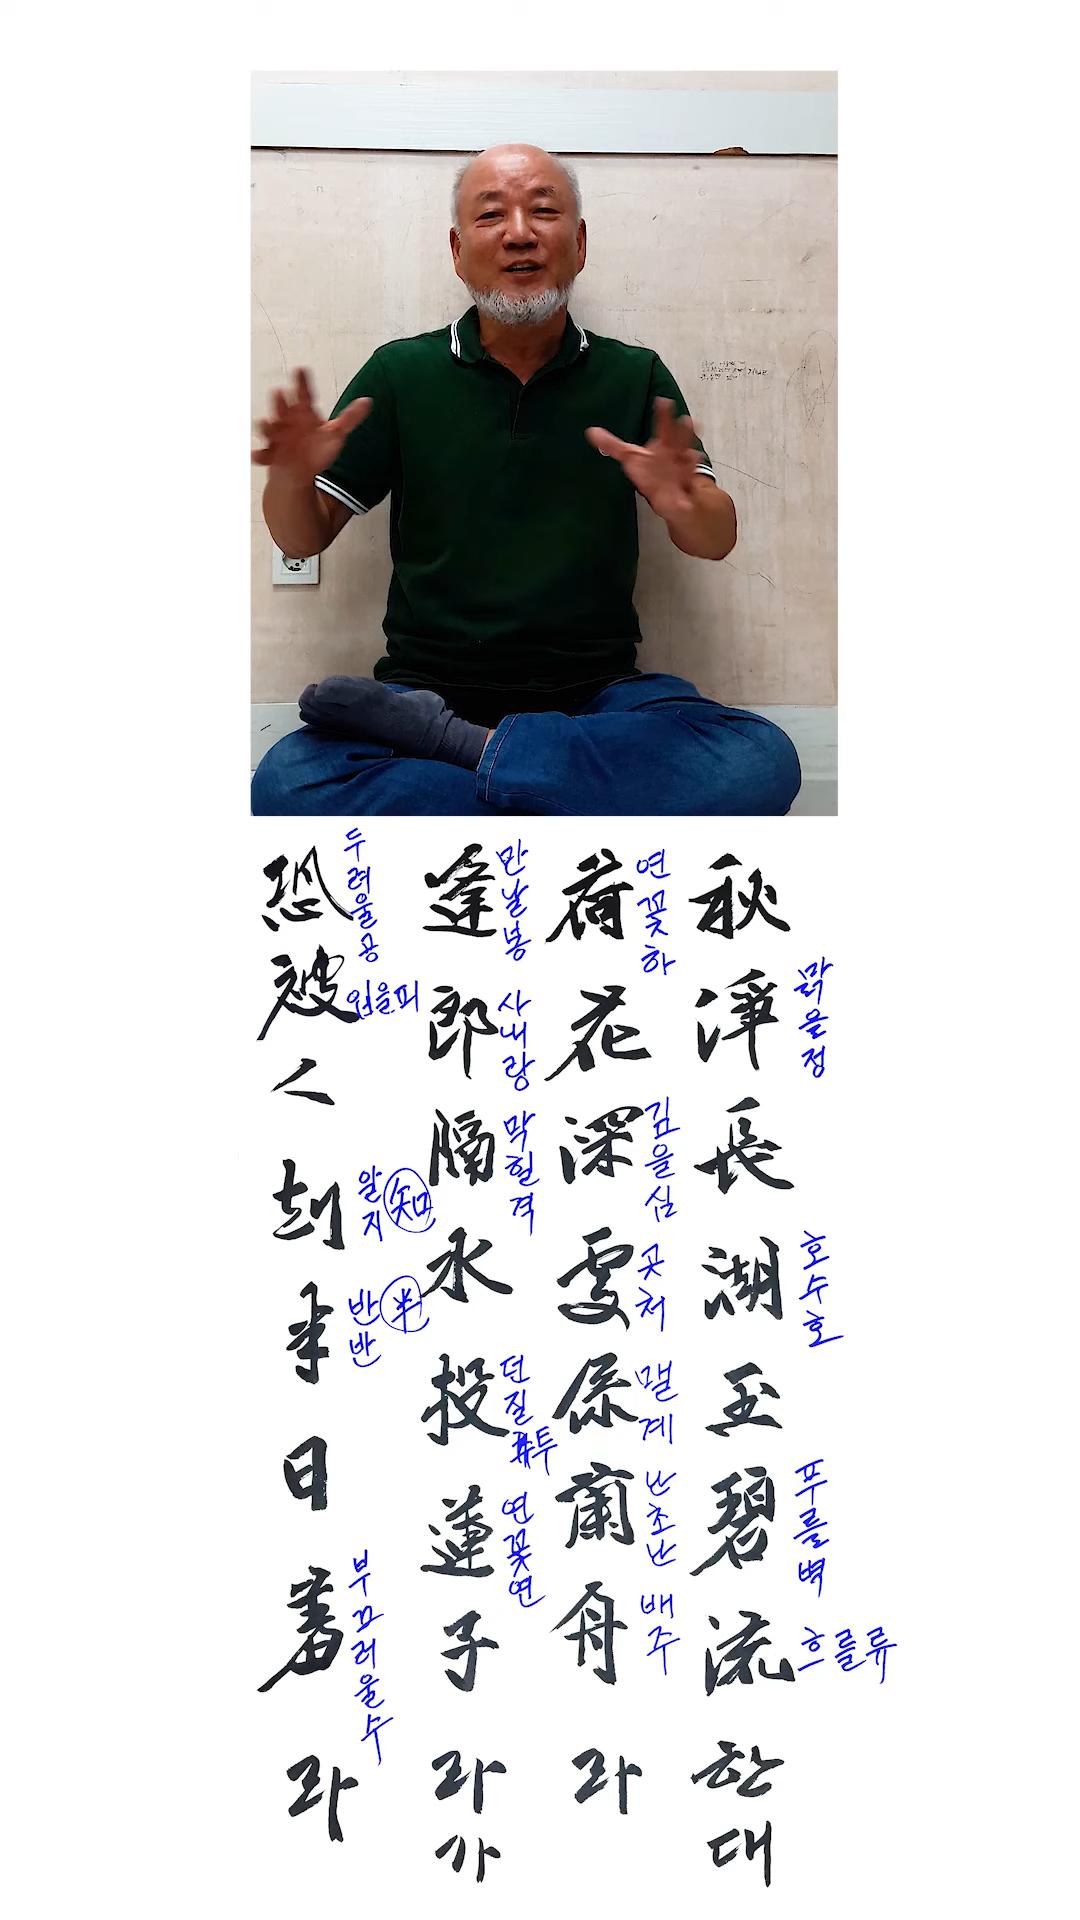 秋淨長湖玉碧流한대
맑을정
호수호
푸를벽
흐를류
荷花深處係蘭舟라
연꽃하
깊을심
곳처
맬계
난초난
배주
逢郎隔水投蓮子라가
만날봉
사내랑
막힐격
던질투
연꽃연
恐被人知半日羞라
두려울공
입을피
알지 知
반반 半
부끄러울수